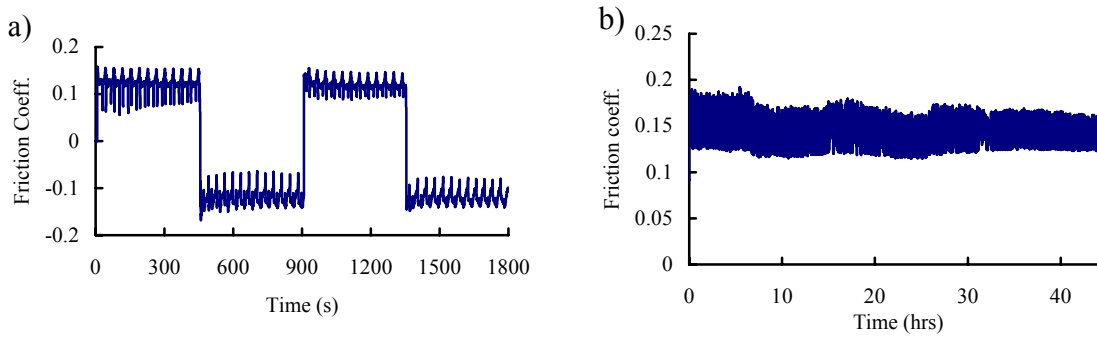 a)
0.2
0.1
0
-0.1
-0.2
Friction Coeff.
0 300 600 900 1200 1500 1800
Time (s)
b)
0.25
0.2
0.15
0.1
0.05
0
Friction coeff.
0 10 20 30 40
Time (hrs)